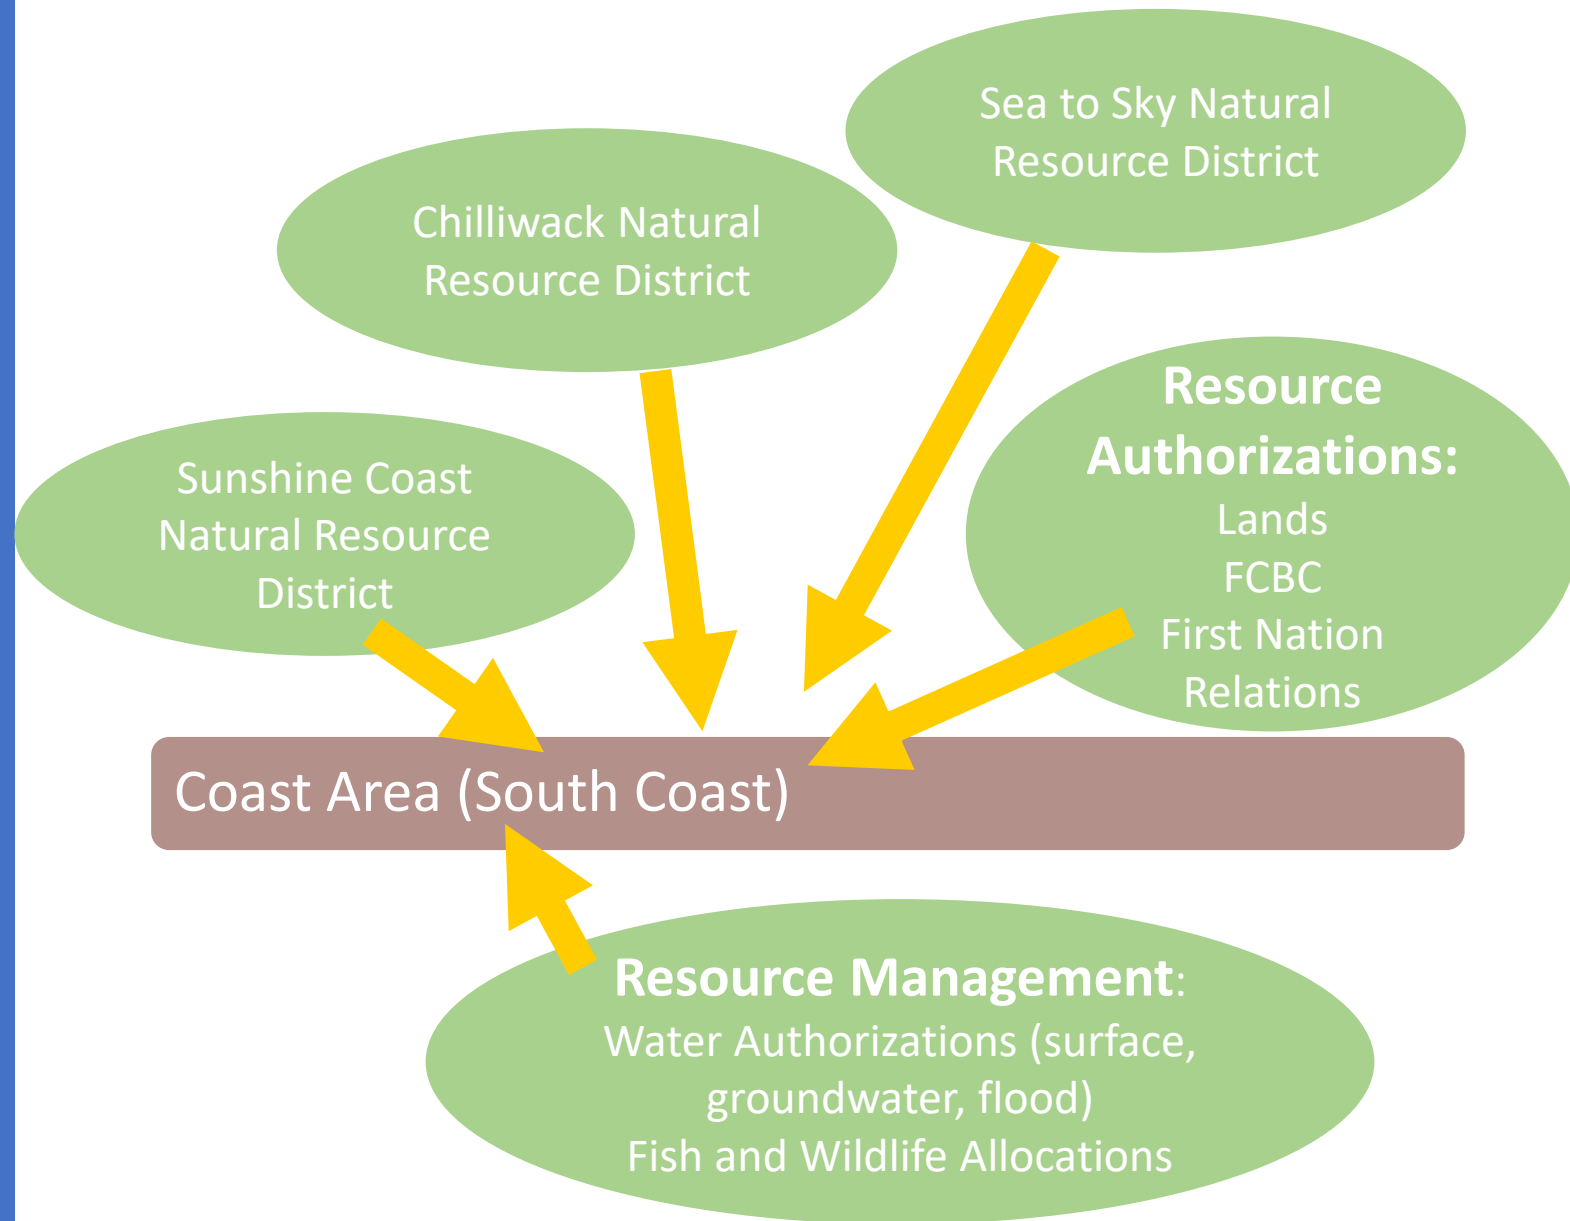 Sea to Sky Natural
Resource District
Chilliwack Natural
Resource District
Resource
Authorizations:
Lands
FCBC
First Nation
Relations
Sunshine Coast
Natural Resource
District
Coast Area (South Coast)
Resource Management:
Water Authorizations (surface,
groundwater, flood)
Fish and Wildlife Allocations